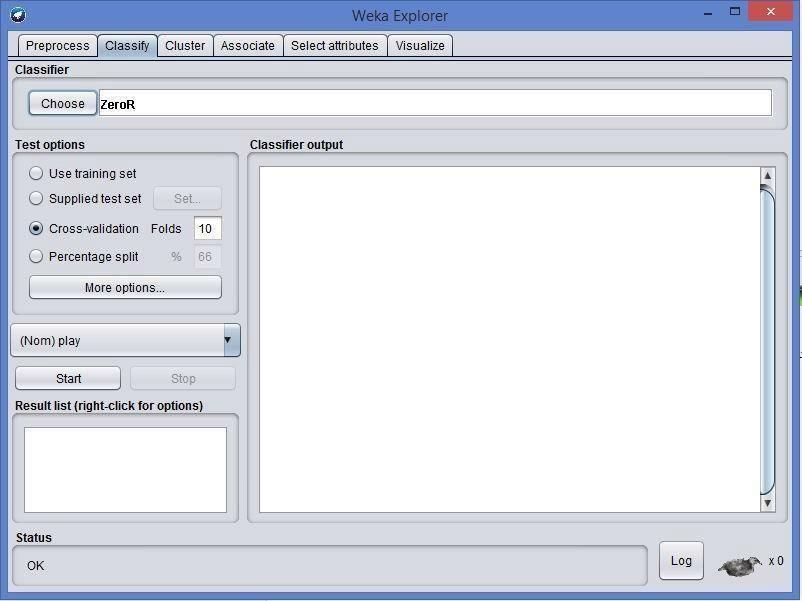 Weka Explorer
Preprocess Classify Cluster Associate Select attributes Visualize
Classifier
Choose ZeroR
Test options
Use training set
Supplied test set Set...
Cross-validation Folds 10
Percentage split % 66
More options...
(Nom) play
Start Stop
Result list (right-click for options)
Classifier output
Status
OK
Log
x 0